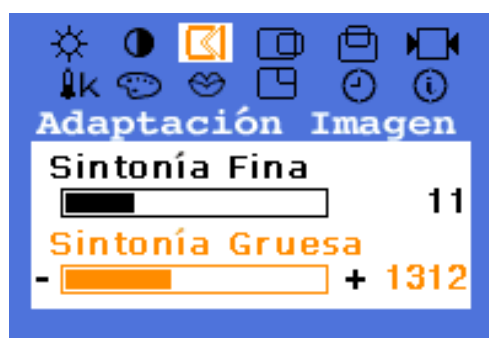 k
Adaptación Imagen
Sintonía Fina
11
Sintonía Gruesa
- + 1312